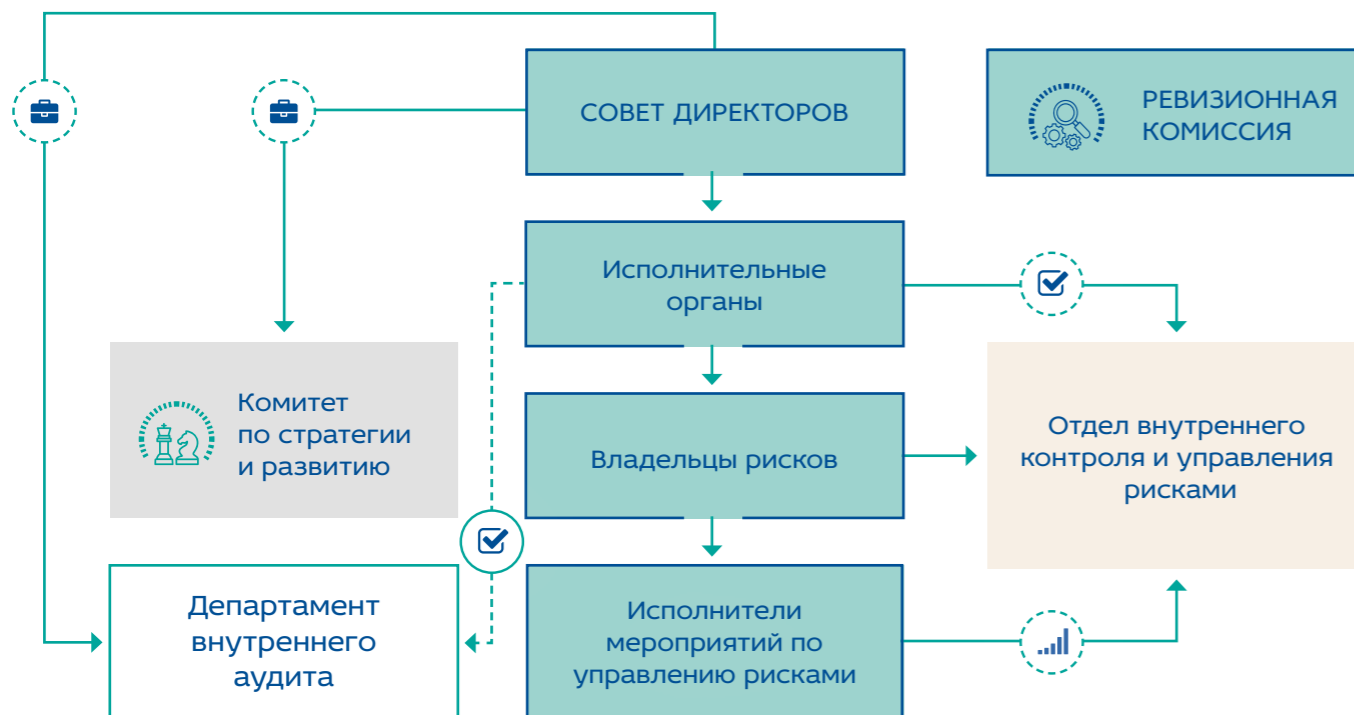 СОВЕТ ДИРЕКТОРОВ
РЕВИЗИОННАЯ
КОМИССИЯ
Исполнительные
органы
Комитет
по стратегии
и развитию
Владельцы рисков
Отдел внутреннего
контроля и управления
рисками
Департамент
внутреннего
аудита
Исполнители
мероприятий по
управлению рисками